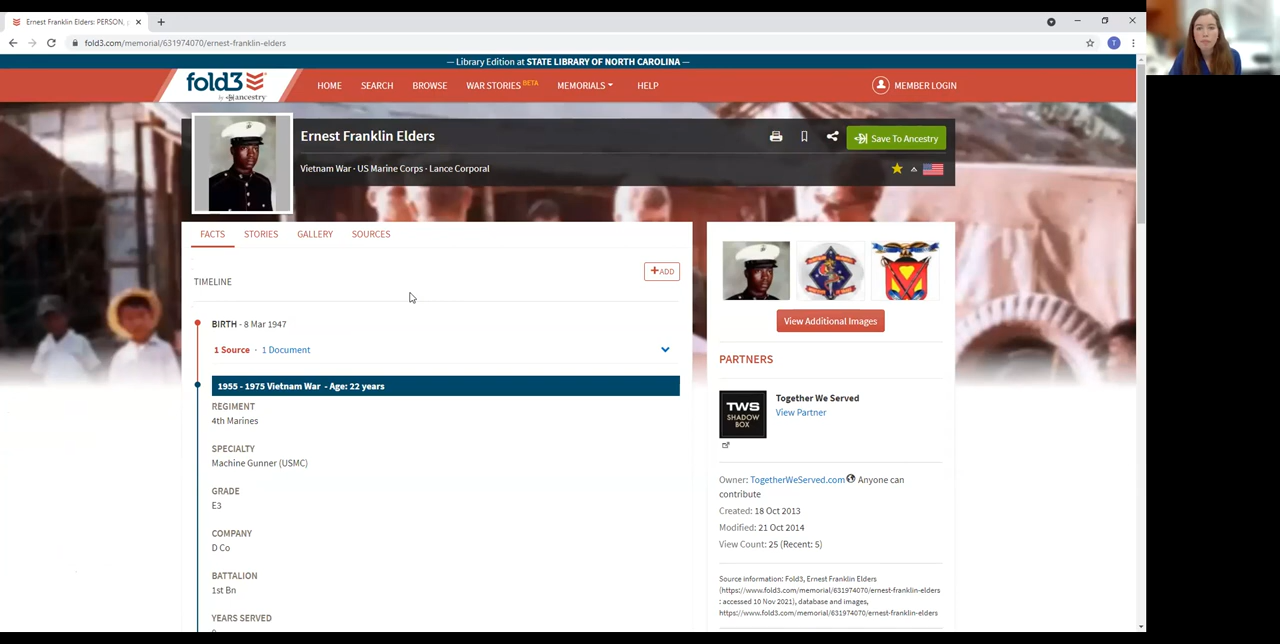 Ernest Franklin Elders: PERSON,
fold3.com/memorial/631974070/ernest-franklin-elders
T
— Library Edition at STATE LIBRARY OF NORTH CAROLINA —
fold3
by ancestry
HOME SEARCH BROWSE WAR STORIES BETA MEMORIALS HELP
MEMBER LOGIN
Ernest Franklin Elders
Save To Ancestry
Vietnam War · US Marine Corps · Lance Corporal
FACTS STORIES GALLERY SOURCES
+ADD
TIMELINE
BIRTH - 8 Mar 1947
1 Source · 1 Document
1955 - 1975 Vietnam War - Age: 22 years
REGIMENT
4th Marines
SPECIALTY
Machine Gunner (USMC)
GRADE
E3
COMPANY
D Co
BATTALION
1st Bn
YEARS SERVED
View Additional Images
PARTNERS
TWS
SHADOW
BOX
Together We Served
View Partner
Owner: TogetherWeServed.com Anyone can
contribute
Created: 18 Oct 2013
Modified: 21 Oct 2014
View Count: 25 (Recent: 5)
Source information: Fold3, Ernest Franklin Elders
(https://www.fold3.com/memorial/631974070/ernest-franklin-elders
: accessed 10 Nov 2021), database and images,
https://www.fold3.com/memorial/631974070/ernest-franklin-elders